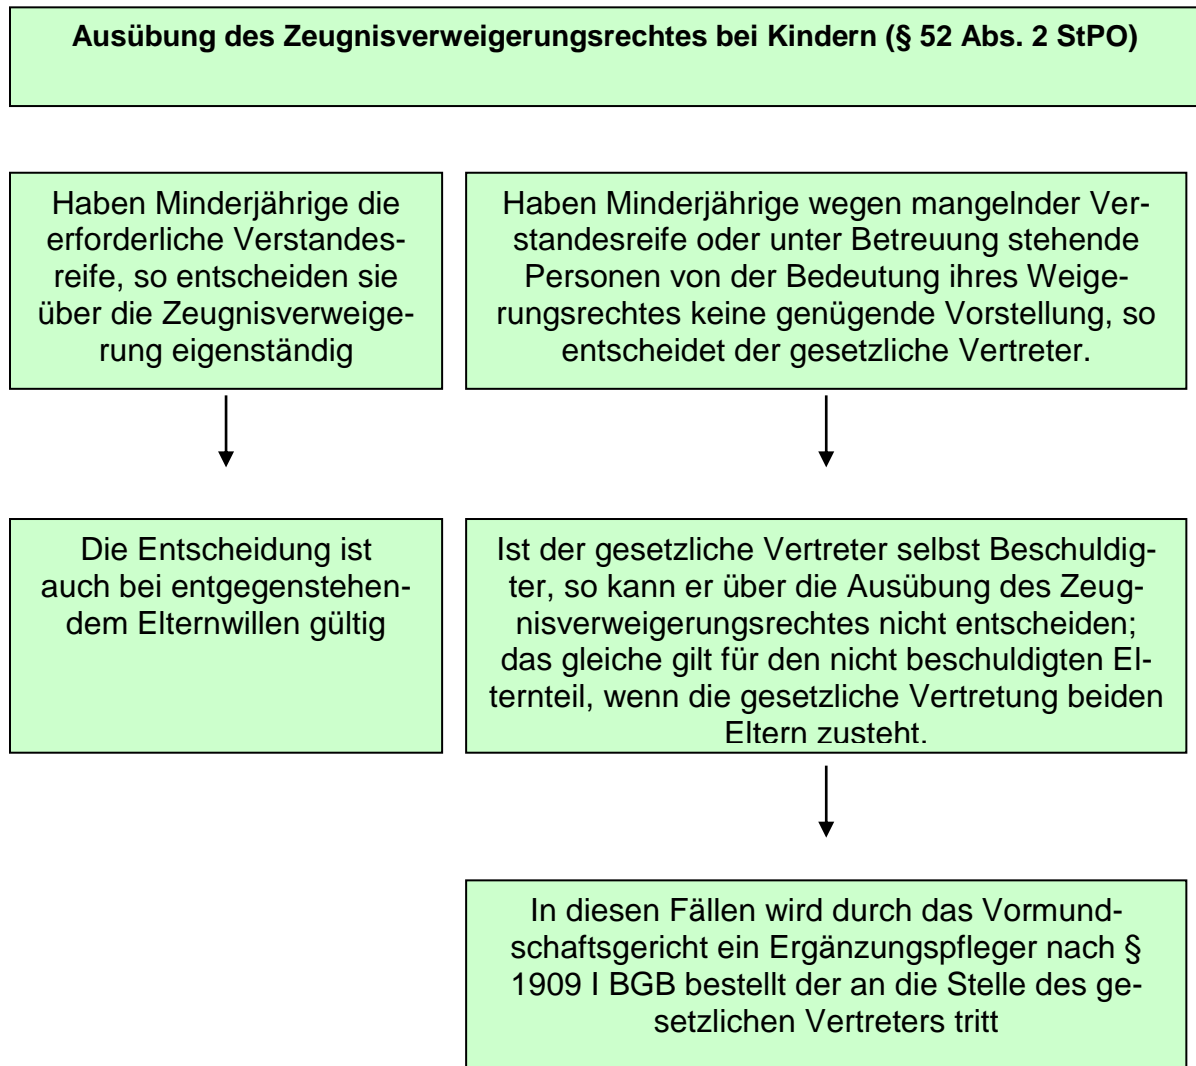 Ausübung des Zeugnisverweigerungsrechtes bei Kindern (§ 52 Abs. 2 StPO)
Haben Minderjährige die
erforderliche Verstandes-
reife, so entscheiden sie
über die Zeugnisverweige-
rung eigenständig
Haben Minderjährige wegen mangelnder Ver-
standesreife oder unter Betreuung stehende
Personen von der Bedeutung ihres Weige-
rungsrechtes keine genügende Vorstellung, so
entscheidet der gesetzliche Vertreter.
Die Entscheidung ist
auch bei entgegenstehen-
dem Elternwillen gültig
Ist der gesetzliche Vertreter selbst Beschuldig-
ter, so kann er über die Ausübung des Zeug-
nisverweigerungsrechtes nicht entscheiden;
das gleiche gilt für den nicht beschuldigten El-
ternteil, wenn die gesetzliche Vertretung beiden
Eltern zusteht.
In diesen Fällen wird durch das Vormund-
schaftsgericht ein Ergänzungspfleger nach §
1909 I BGB bestellt der an die Stelle des ge-
setzlichen Vertreters tritt